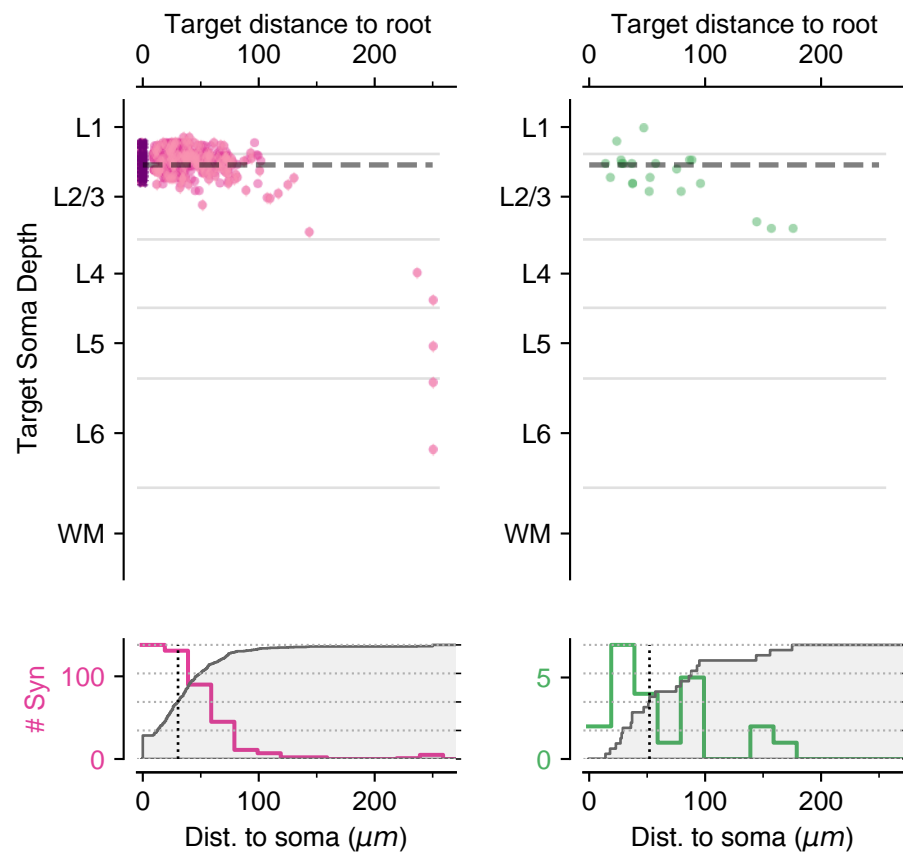 Target distance to root
0 100 200
Target distance to root
0 100 200
Target Soma Depth
L1
L2/3
L4
L5
L6
WM
L1
L2/3
L4
L5
L6
WM
# Syn
100
0
5
0
0 100 200
Dist. to soma (μm)
0 100 200
Dist. to soma (μm)